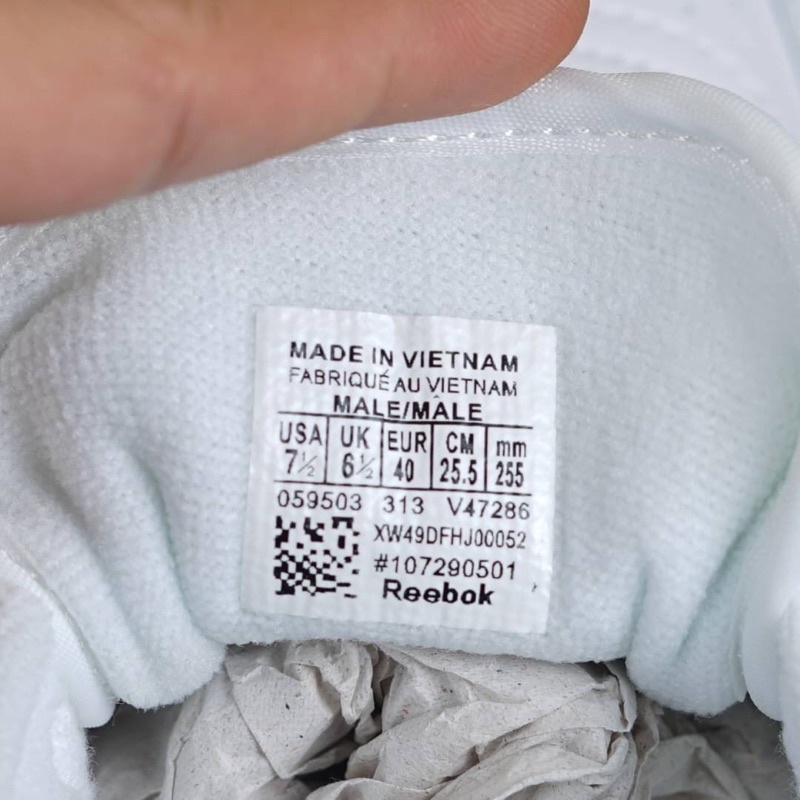 MADE IN VIETNAM
FABRIQUÉ AU VIETNAM
MALE/MÂLE
USA UK EUR CM mm
7½ 6½ 40 25.5 255
059503 313 V47286
XW49DFHJ00052
#107290501
Reebok